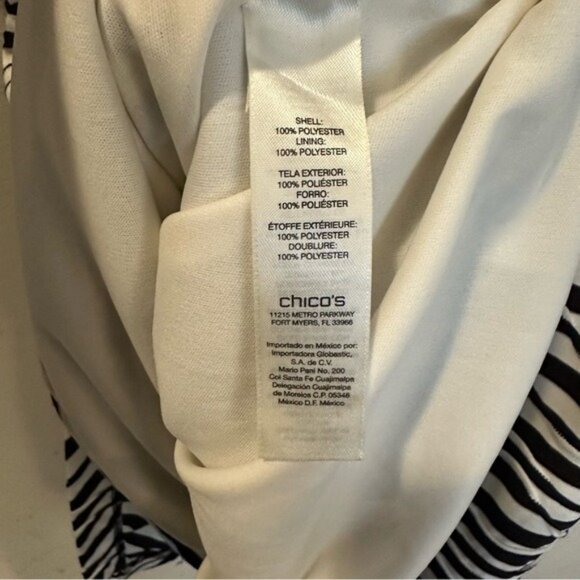 SHELL:
100% POLYESTER
LINING:
100% POLYESTER
TELA EXTERIOR:
100% POLIÉSTER
FORRO:
100% POLIÉSTER
ÉTOFFE EXTÉRIEURE:
100% POLYESTER
DOUBLURE:
100% POLYESTER
chico's
11215 METRO PARKWAY
FORT MYERS, FL 33966
Importado en México por:
Importadora Globastic,
S.A. de C.V.
Mario Pani No. 200
Col Santa Fe Cuajimalpa
Delegación Cuajimalpa
de Morelos C.P. 05348
México D.F. México